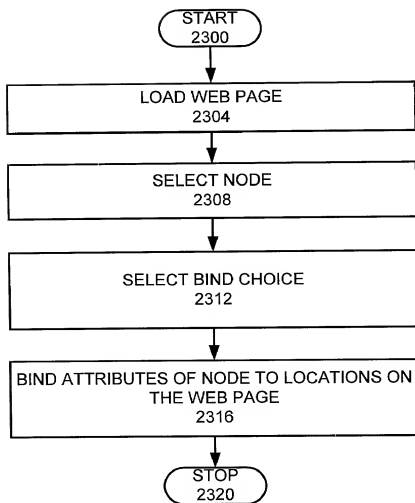 START
2300
LOAD WEB PAGE
2304
SELECT NODE
2308
SELECT BIND CHOICE
2312
BIND ATTRIBUTES OF NODE TO LOCATIONS ON
THE WEB PAGE
2316
STOP
2320